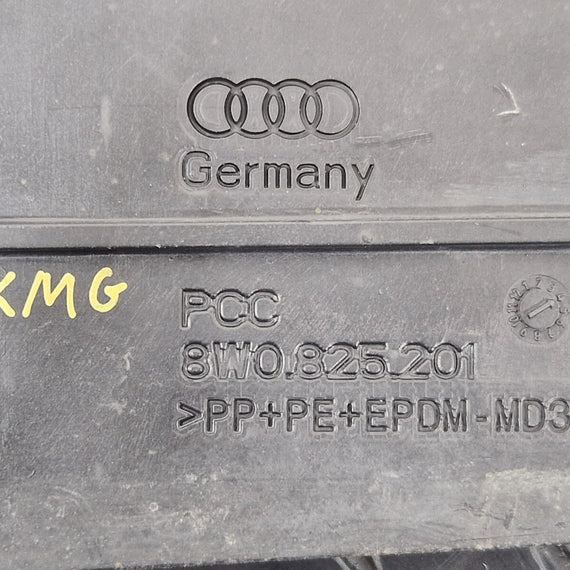 Germany
KMG
PCC
8W0.825.201
>PP+PE+EPDM-MD3